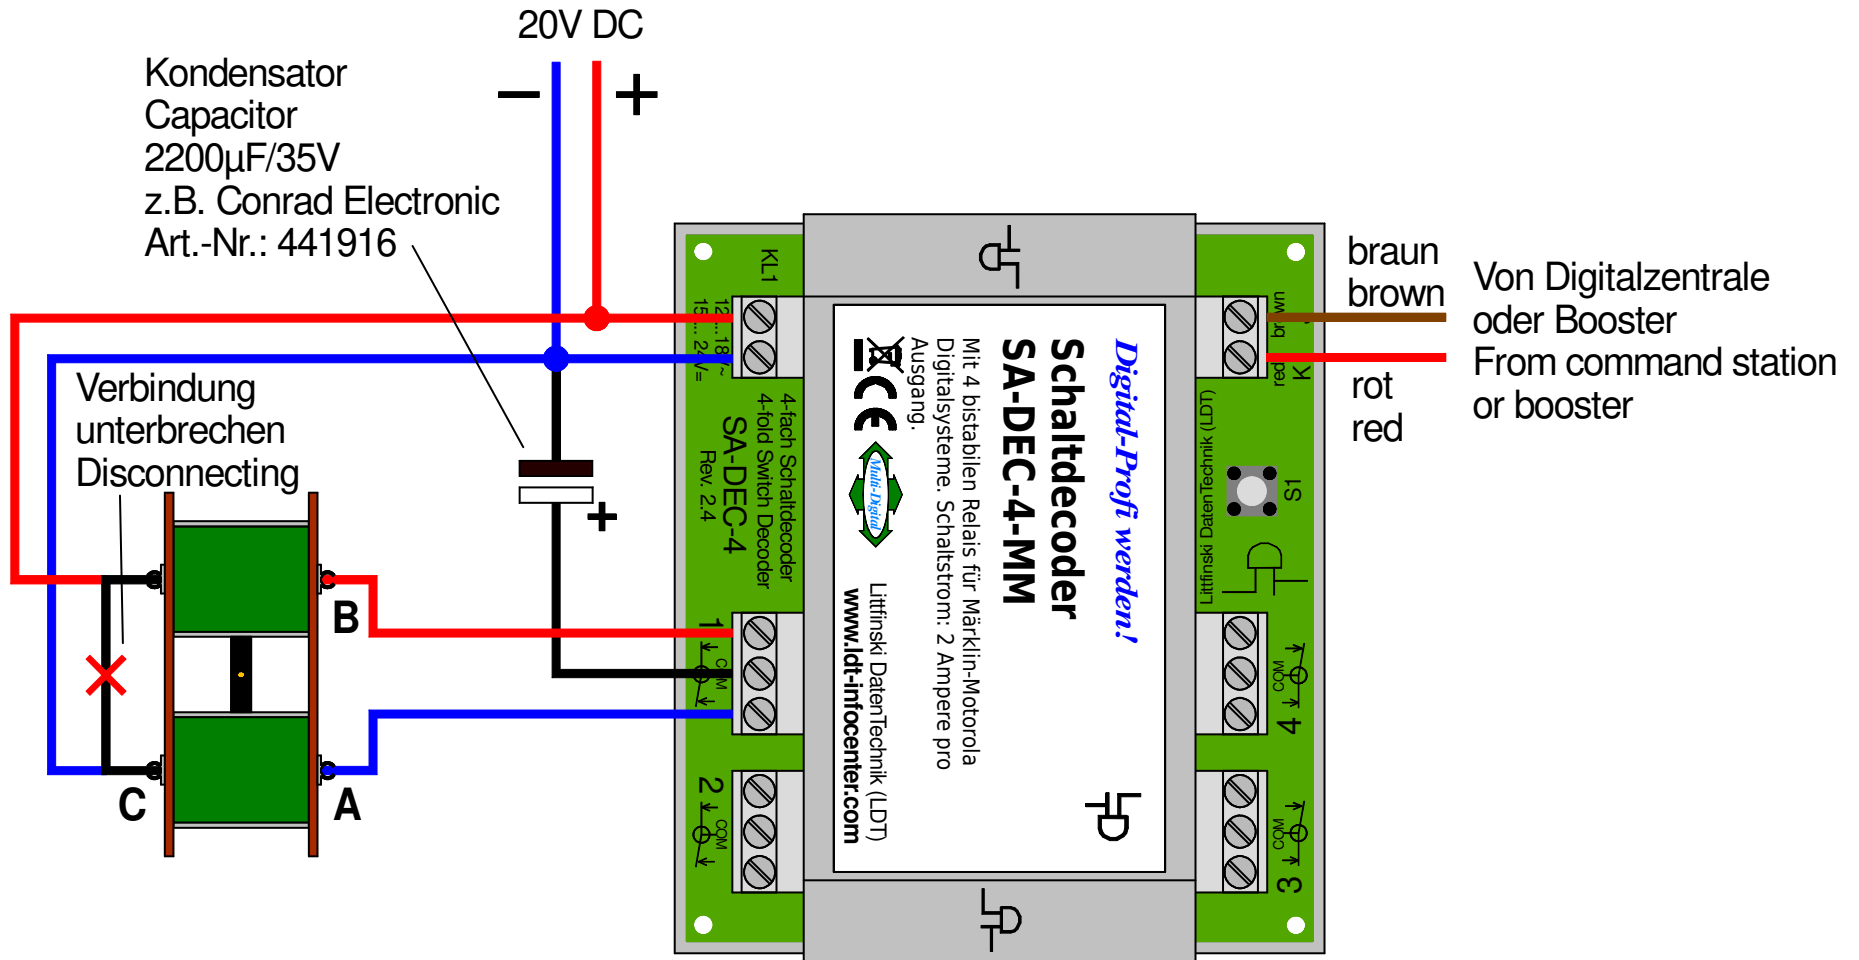 20V DC
− +
Kondensator
Capacitor
2200µF/35V
z.B. Conrad Electronic
Art.-Nr.: 441916
Verbindung
unterbrechen
Disconnecting
B
C
A
+
KL1
4-fach Schaltdecoder
4-fold Switch Decoder
SA-DEC-4
Rev. 2.4
1
COM
2
COM
Digital-Profi werden!
Schaltdecoder
SA-DEC-4-MM
Mit 4 bistabilen Relais für Märklin-Motorola
Digitalsysteme. Schaltstrom: 2 Ampere pro
Ausgang.
CE
Multi-Digital
Littfinski DatenTechnik (LDT)
www.ldt-infocenter.com
red
K
Littfinski DatenTechnik (LDT)
S1
COM
4
COM
3
braun
brown
rot
red
Von Digitalzentrale
oder Booster
From command station
or booster